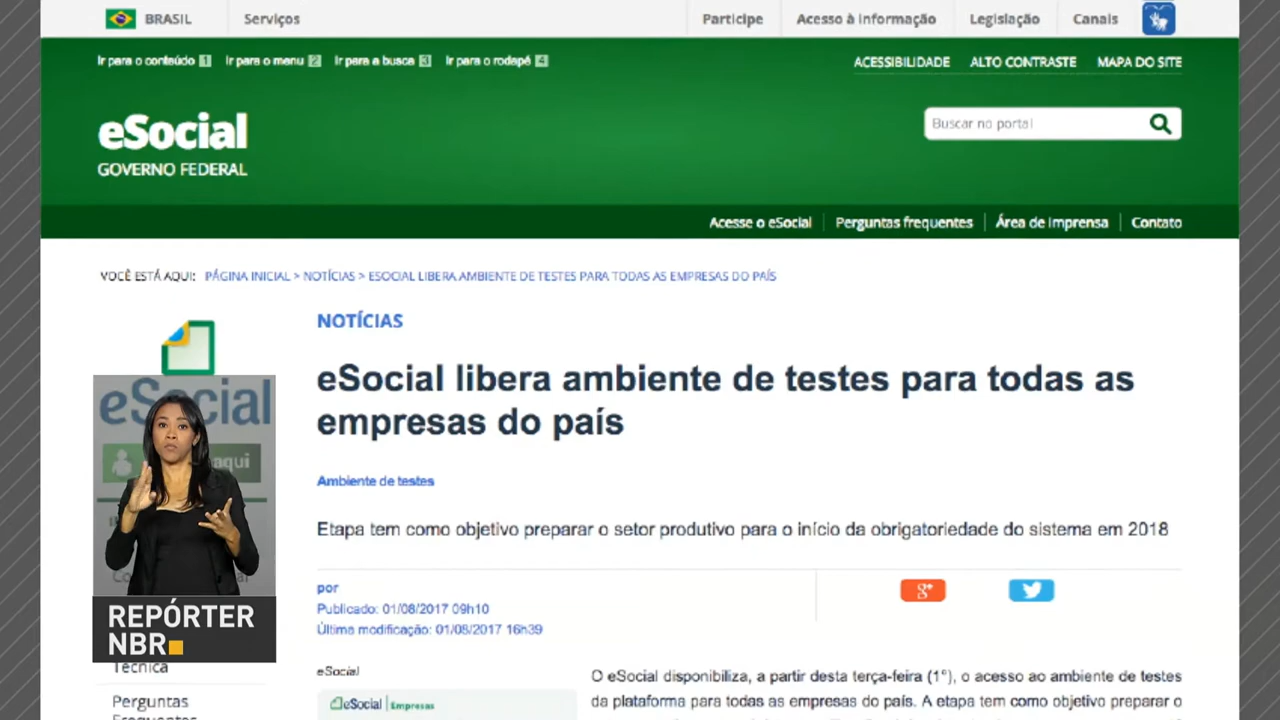 BRASIL Serviços Participe Acesso à informação Legislação Canais
Ir para o conteúdo 1 Ir para o menu 2 Ir para a busca 3 Ir para o rodapé 4 ACESSIBILIDADE ALTO CONTRASTE MAPA DO SITE
eSocial
GOVERNO FEDERAL
Buscar no portal
Acesse o eSocial Perguntas frequentes Área de imprensa Contato
VOCÊ ESTÁ AQUI: PÁGINA INICIAL > NOTÍCIAS > ESOCIAL LIBERA AMBIENTE DE TESTES PARA TODAS AS EMPRESAS DO PAÍS
NOTÍCIAS
eSocial libera ambiente de testes para todas as
empresas do país
Ambiente de testes
Etapa tem como objetivo preparar o setor produtivo para o início da obrigatoriedade do sistema em 2018
por
Publicado: 01/08/2017 09h10
Última modificação: 01/08/2017 16h39
g+
eSocial
aqui
REPÓRTER
NBR
Técnica
Perguntas
Frequentes
eSocial
eSocial Empresas
O eSocial disponibiliza, a partir desta terça-feira (1°), o acesso ao ambiente de testes
da plataforma para todas as empresas do país. A etapa tem como objetivo preparar o